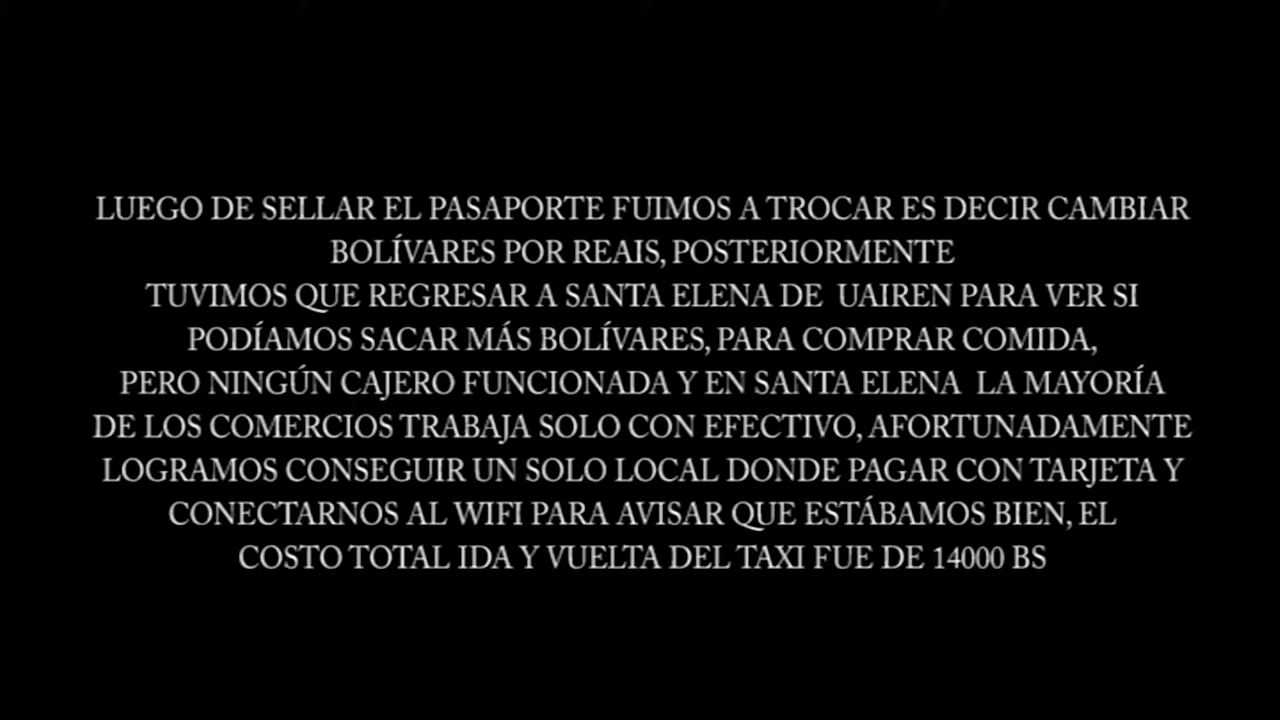 LUEGO DE SELLAR EL PASAPORTE FUIMOS A TROCAR ES DECIR CAMBIAR
BOLÍVARES POR REAIS, POSTERIORMENTE
TUVIMOS QUE REGRESAR A SANTA ELENA DE UAIREN PARA VER SI
PODÍAMOS SACAR MÁS BOLÍVARES, PARA COMPRAR COMIDA,
PERO NINGÚN CAJERO FUNCIONADA Y EN SANTA ELENA LA MAYORÍA
DE LOS COMERCIOS TRABAJA SOLO CON EFECTIVO, AFORTUNADAMENTE
LOGRAMOS CONSEGUIR UN SOLO LOCAL DONDE PAGAR CON TARJETA Y
CONECTARNOS AL WIFI PARA AVISAR QUE ESTÁBAMOS BIEN, EL
COSTO TOTAL IDA Y VUELTA DEL TAXI FUE DE 14000 BS